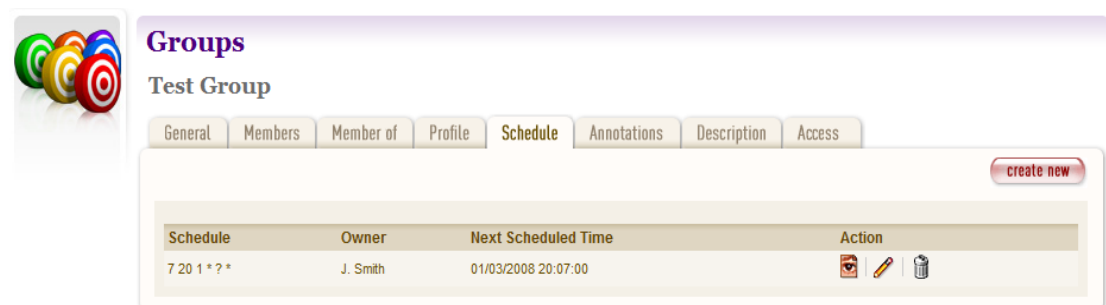 Groups
Test Group
General Members Member of Profile Schedule Annotations Description Access
create new
Schedule Owner Next Scheduled Time Action
7 20 1 * ? * J. Smith 01/03/2008 20:07:00